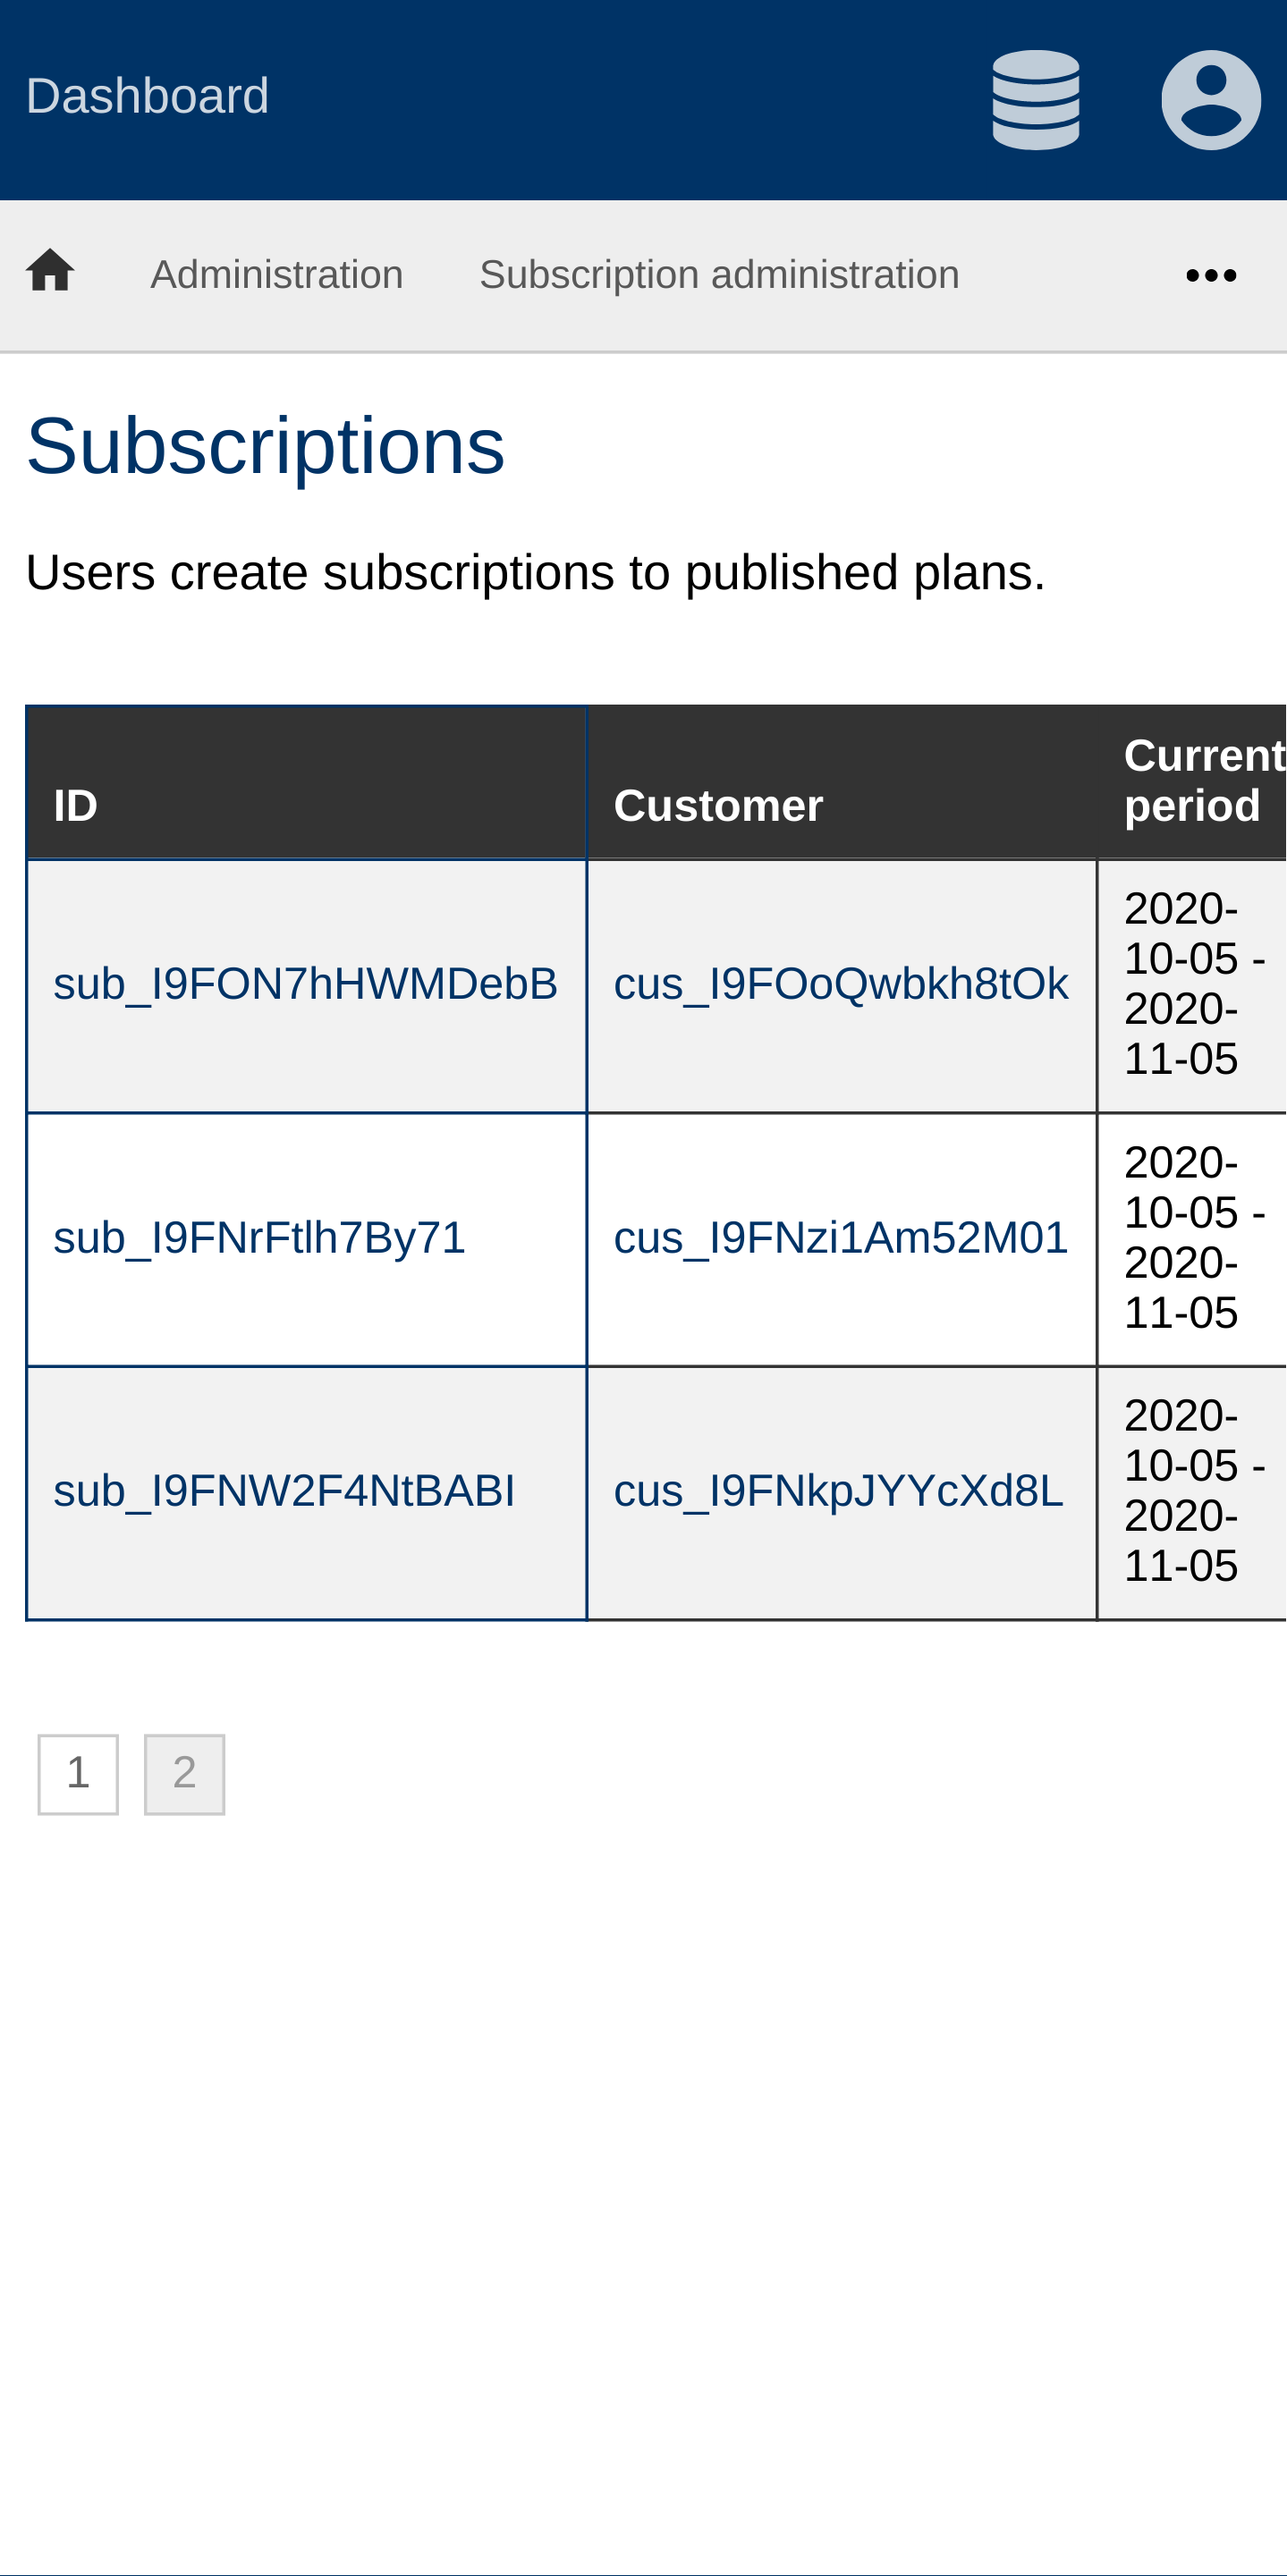 Dashboard
Administration Subscription administration •••
Subscriptions
Users create subscriptions to published plans.
ID Customer Current period
sub_I9FON7hHWMDebB cus_I9FOoQwbkh8tOk 2020-10-05 - 2020-11-05
sub_I9FNrFtlh7By71 cus_I9FNzi1Am52M01 2020-10-05 - 2020-11-05
sub_I9FNW2F4NtBABI cus_I9FNkpJYYcXd8L 2020-10-05 - 2020-11-05
1 2